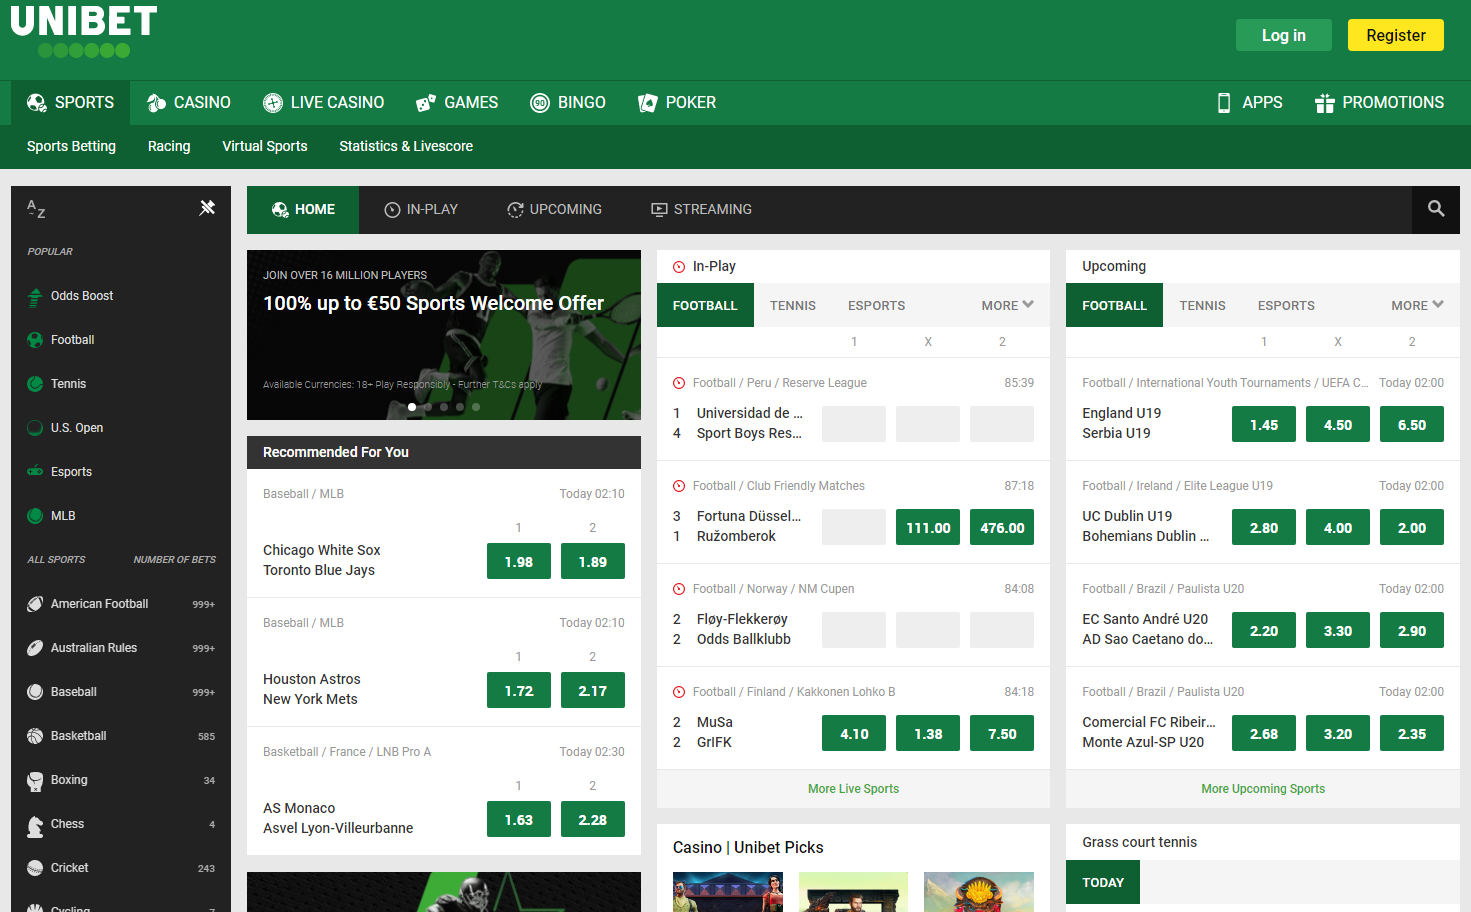 UNIBET
Log in
Register
SPORTS
CASINO
LIVE CASINO
GAMES
90
BINGO
POKER
APPS
PROMOTIONS
Sports Betting
Racing
Virtual Sports
Statistics & Livescore
A
Z
POPULAR
Odds Boost
Football
Tennis
U.S. Open
Esports
MLB
ALL SPORTS NUMBER OF BETS
American Football 999+
Australian Rules 999+
Baseball 999+
Basketball 585
Boxing 34
Chess 4
Cricket 243
Cycling 7
HOME
IN-PLAY
UPCOMING
STREAMING
JOIN OVER 16 MILLION PLAYERS
100% up to €50 Sports Welcome Offer
Available Currencies: 18+ Play Responsibly - Further T&Cs apply
Recommended For You
Baseball / MLB Today 02:10
1 2
Chicago White Sox
Toronto Blue Jays
1.98 1.89
Baseball / MLB Today 02:10
1 2
Houston Astros
New York Mets
1.72 2.17
Basketball / France / LNB Pro A Today 02:30
1 2
AS Monaco
Asvel Lyon-Villeurbanne
1.63 2.28
In-Play
FOOTBALL TENNIS ESPORTS MORE
1 X 2
Football / Peru / Reserve League 85:39
1 Universidad de ...
4 Sport Boys Res...
Football / Club Friendly Matches 87:18
3 Fortuna Düssel...
1 Ružomberok
111.00 476.00
Football / Norway / NM Cupen 84:08
2 Fløy-Flekkerøy
2 Odds Ballklubb
Football / Finland / Kakkonen Lohko B 84:18
2 MuSa
2 GrIFK
4.10 1.38 7.50
More Live Sports
Casino | Unibet Picks
Upcoming
FOOTBALL TENNIS ESPORTS MORE
1 X 2
Football / International Youth Tournaments / UEFA C... Today 02:00
England U19
Serbia U19
1.45 4.50 6.50
Football / Ireland / Elite League U19 Today 02:00
UC Dublin U19
Bohemians Dublin ...
2.80 4.00 2.00
Football / Brazil / Paulista U20 Today 02:00
EC Santo André U20
AD Sao Caetano do...
2.20 3.30 2.90
Football / Brazil / Paulista U20 Today 02:00
Comercial FC Ribeir...
Monte Azul-SP U20
2.68 3.20 2.35
More Upcoming Sports
Grass court tennis
TODAY